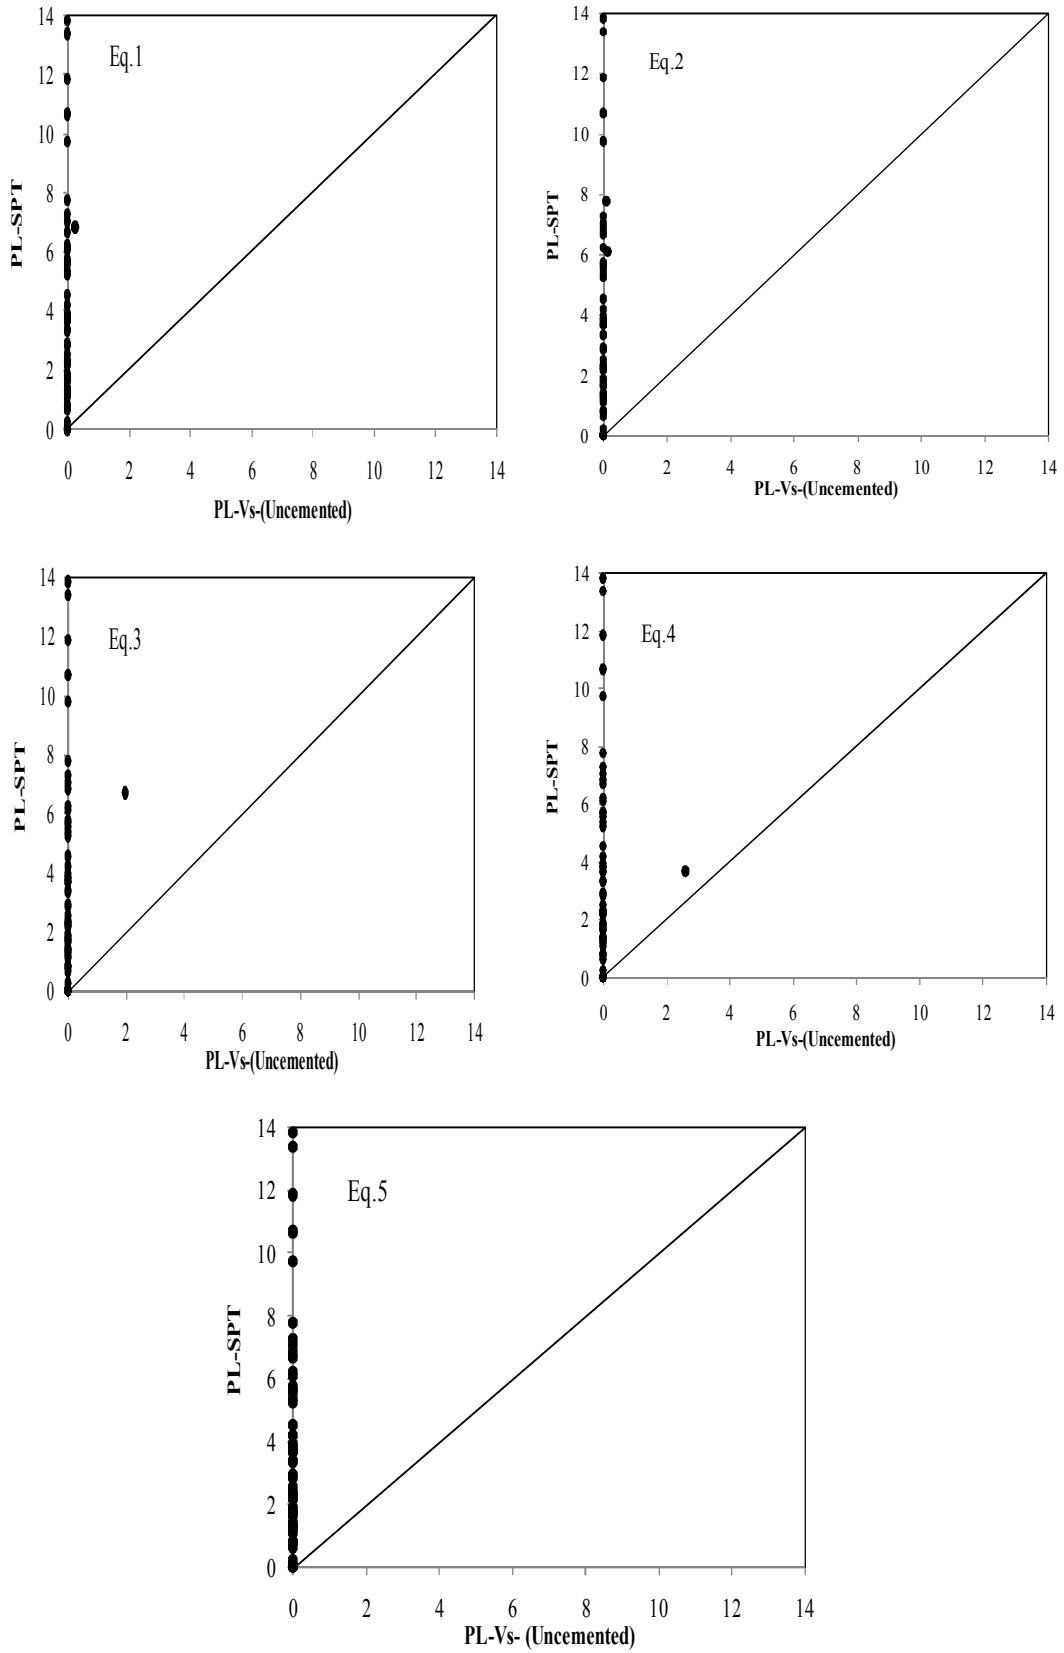 14
12
10
8
6
4
2
0
Eq.1
PL-SPT
0 2 4 6 8 10 12 14
PL-Vs-(Uncemented)
14
12
10
8
6
4
2
0
Eq.2
PL-SPT
0 2 4 6 8 10 12 14
PL-Vs-(Uncemented)
14
12
10
8
6
4
2
0
Eq.3
PL-SPT
0 2 4 6 8 10 12 14
PL-Vs-(Uncemented)
14
12
10
8
6
4
2
0
Eq.4
PL-SPT
0 2 4 6 8 10 12 14
PL-Vs-(Uncemented)
14
12
10
8
6
4
2
0
Eq.5
PL-SPT
0 2 4 6 8 10 12 14
PL-Vs- (Uncemented)